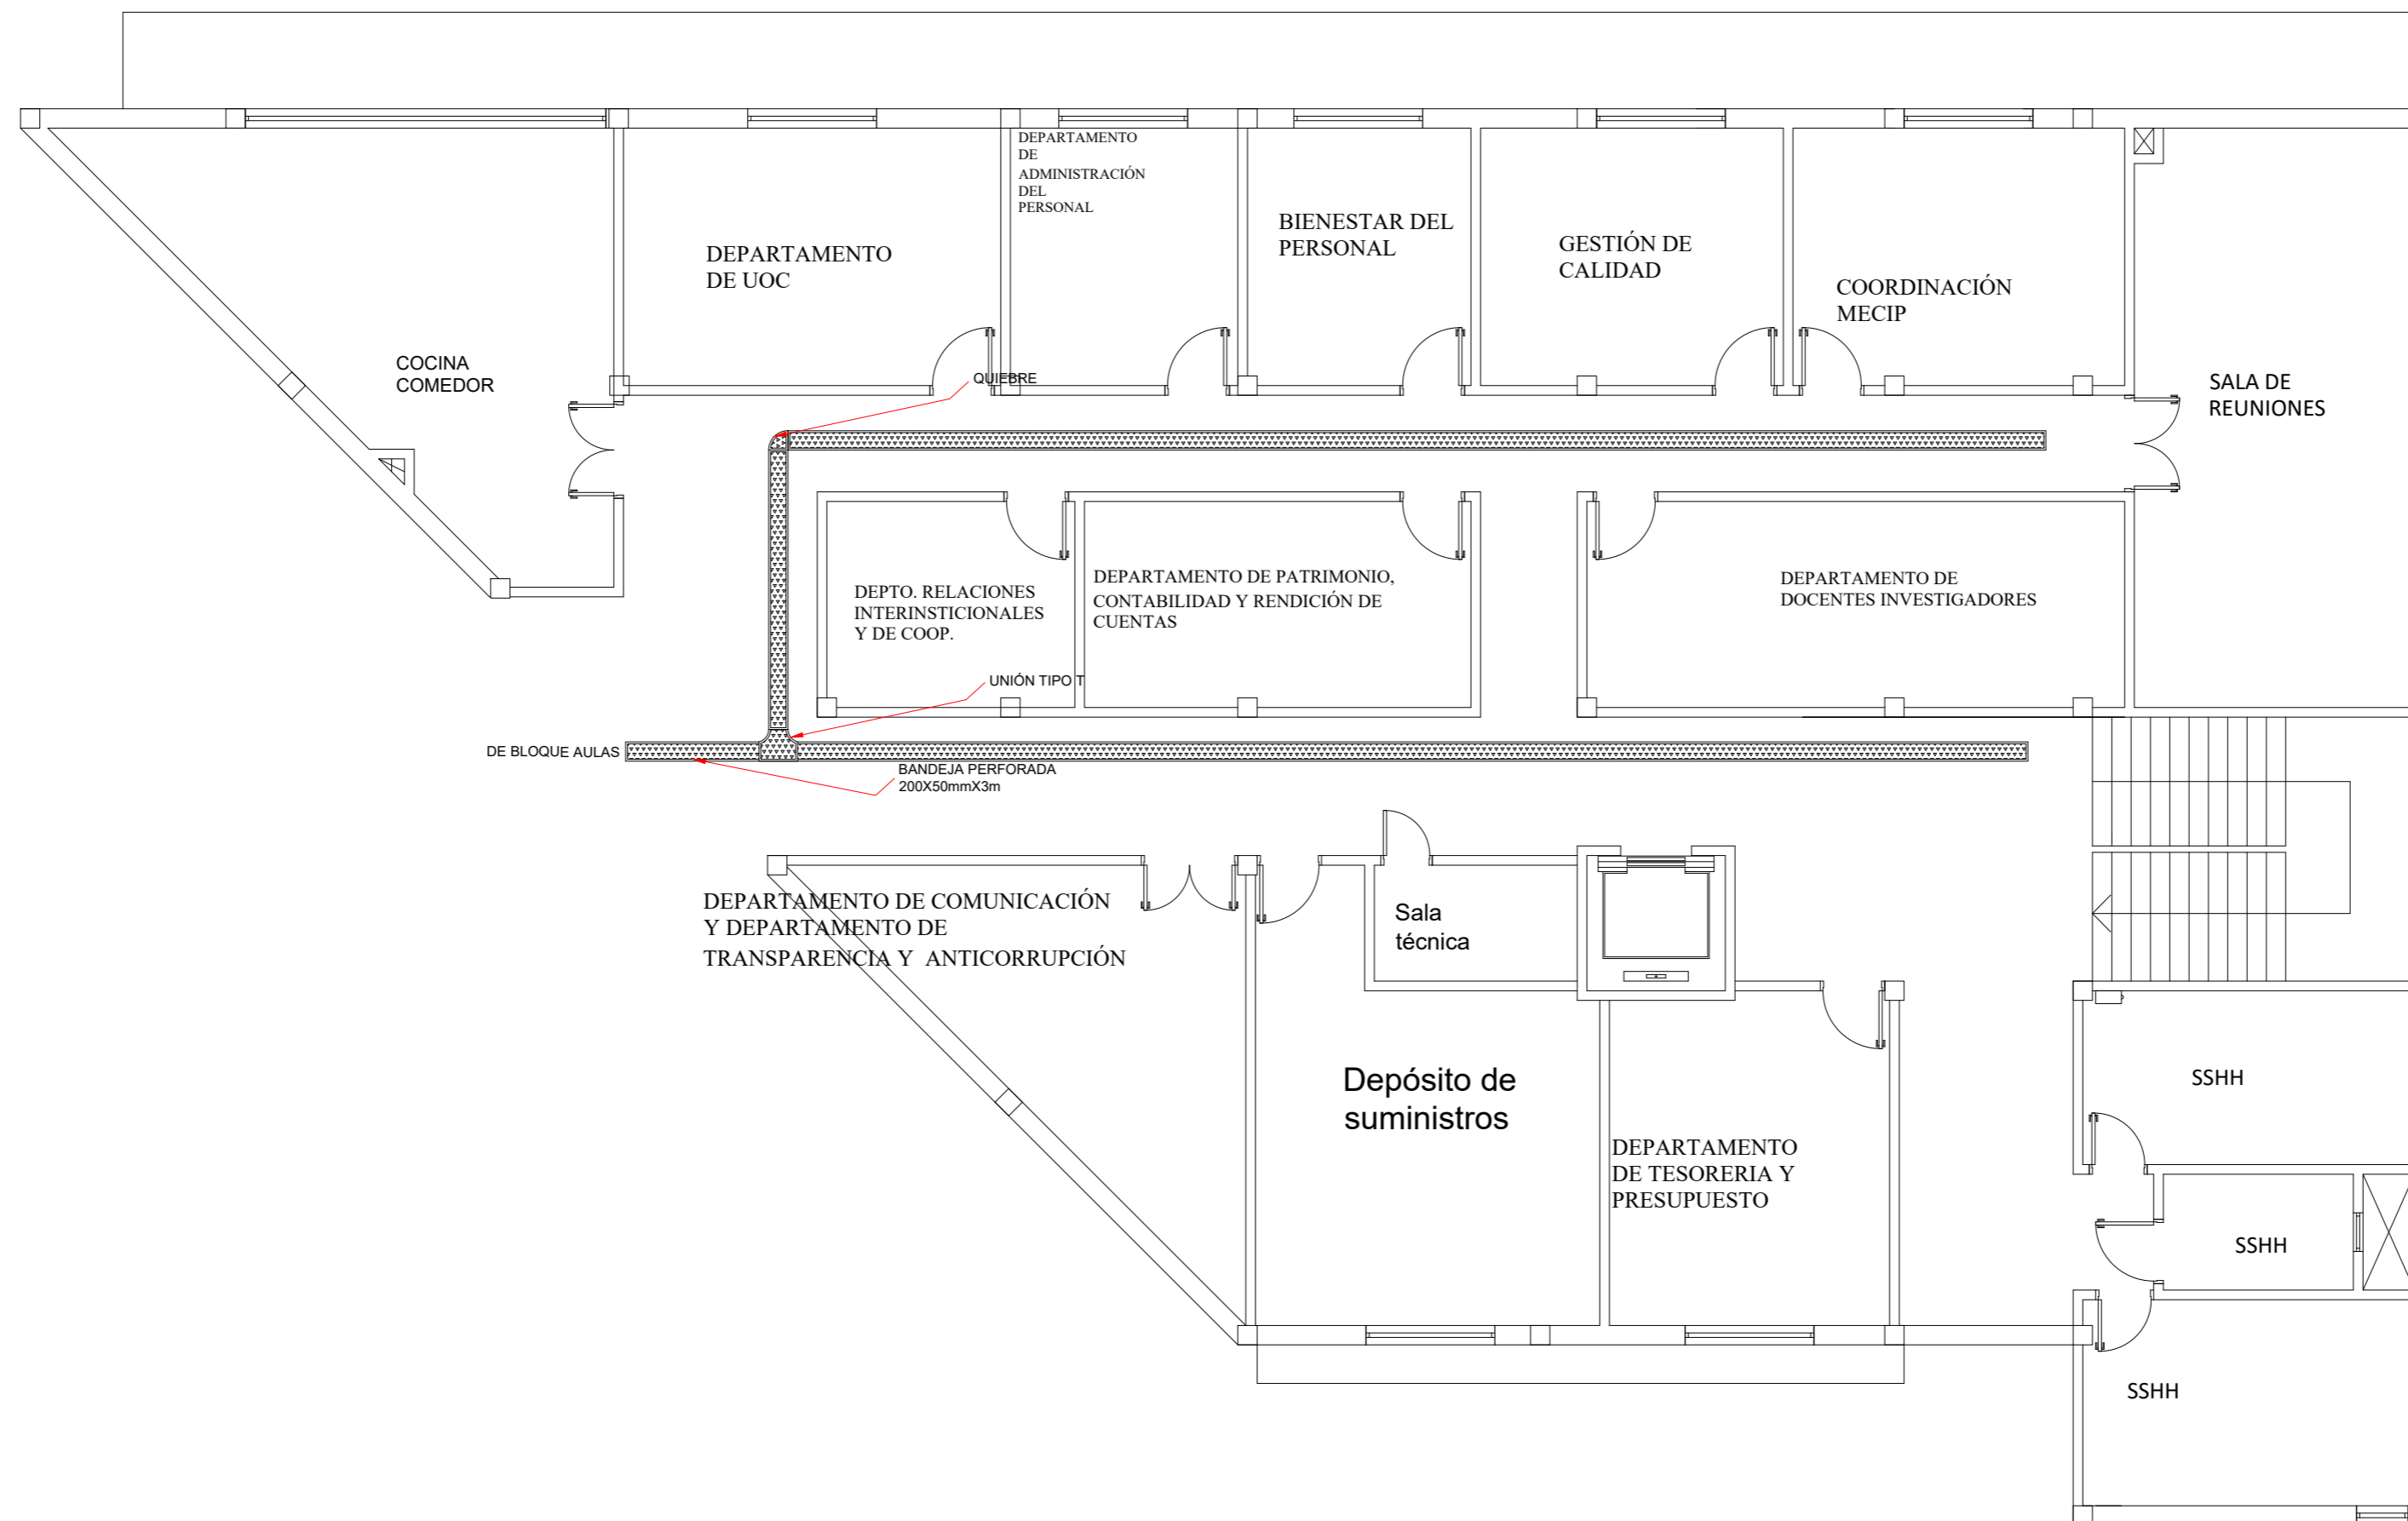 DEPARTAMENTO
DE
ADMINISTRACIÓN
DEL
PERSONAL
BIENESTAR DEL
PERSONAL
GESTIÓN DE
CALIDAD
DEPARTAMENTO
DE UOC
COORDINACIÓN
MECIP
COCINA
COMEDOR
QUIEBRE
SALA DE
REUNIONES
DEPTO. RELACIONES
INTERINSTICIONALES
Y DE COOP.
DEPARTAMENTO DE PATRIMONIO,
CONTABILIDAD Y RENDICIÓN DE
CUENTAS
DEPARTAMENTO DE
DOCENTES INVESTIGADORES
UNIÓN TIPO T
DE BLOQUE AULAS
BANDEJA PERFORADA
200X50mmX3m
DEPARTAMENTO DE COMUNICACIÓN
Y DEPARTAMENTO DE
TRANSPARENCIA Y ANTICORRUPCIÓN
Sala
técnica
Depósito de
suministros
DEPARTAMENTO
DE TESORERIA Y
PRESUPUESTO
SSHH
SSHH
SSHH